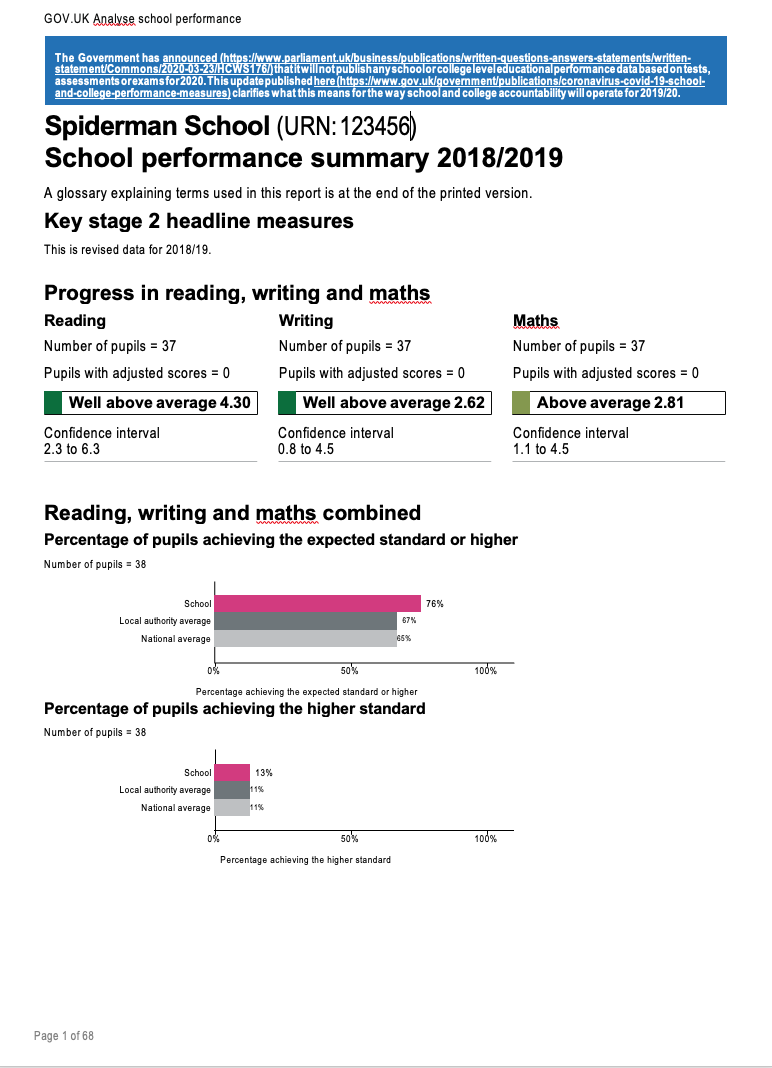 GOV.UK Analyse school performance
The Government has announced (https://www.parliament.uk/business/publications/written-questions-answers-statements/written-
statement/Commons/2020-03-23/HCWS176/) that it will not publish any school or college level educational performance data based on tests,
assessments or exams for 2020. This update published here (https://www.gov.uk/government/publications/coronavirus-covid-19-school-
and-college-performance-measures) clarifies what this means for the way school and college accountability will operate for 2019/20.
Spiderman School (URN: 123456)
School performance summary 2018/2019
A glossary explaining terms used in this report is at the end of the printed version.
Key stage 2 headline measures
This is revised data for 2018/19.
Progress in reading, writing and maths
Reading Writing Maths
Number of pupils = 37 Number of pupils = 37 Number of pupils = 37
Pupils with adjusted scores = 0 Pupils with adjusted scores = 0 Pupils with adjusted scores = 0
Well above average 4.30 Well above average 2.62 Above average 2.81
Confidence interval Confidence interval Confidence interval
2.3 to 6.3 0.8 to 4.5 1.1 to 4.5
Reading, writing and maths combined
Percentage of pupils achieving the expected standard or higher
Number of pupils = 38
School 76%
Local authority average 67%
National average 65%
0% 50% 100%
Percentage achieving the expected standard or higher
Percentage of pupils achieving the higher standard
Number of pupils = 38
School 13%
Local authority average 11%
National average 11%
0% 50% 100%
Percentage achieving the higher standard
Page 1 of 68